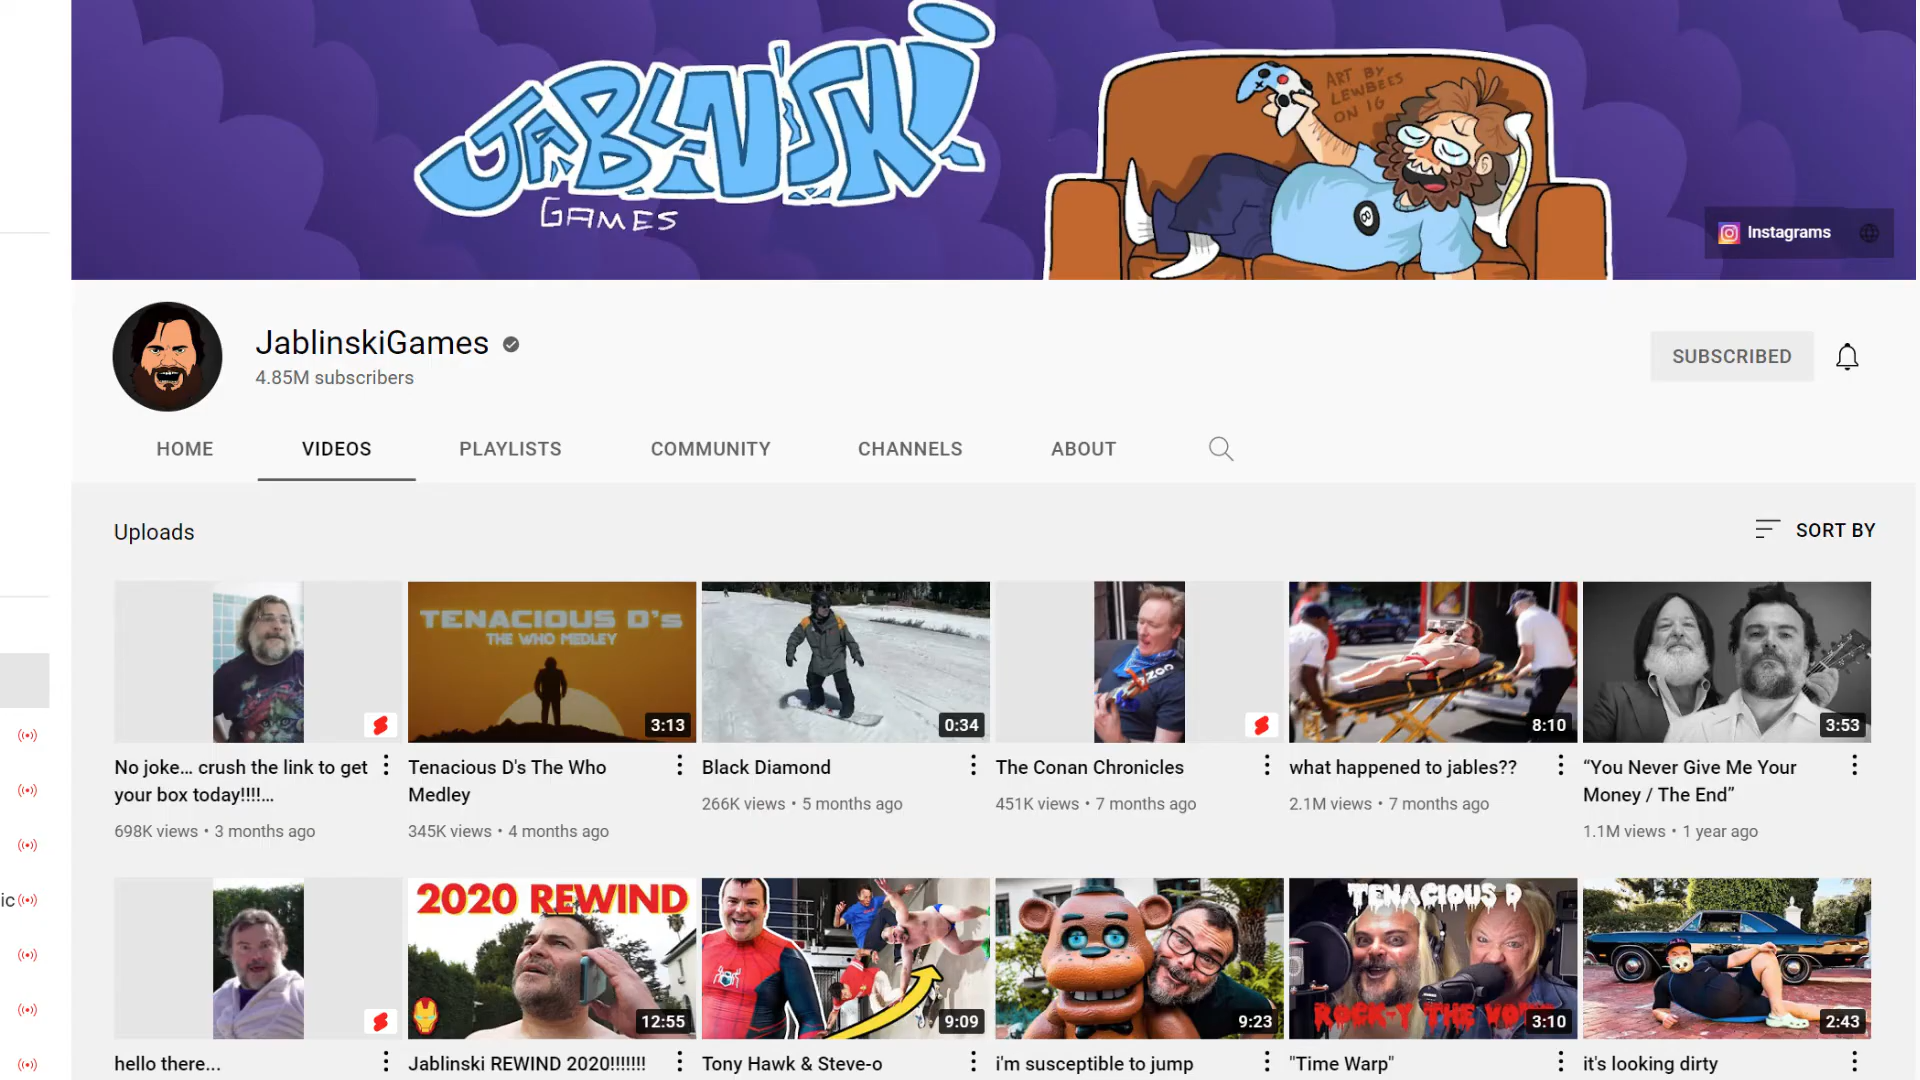 JABLINSKI
GAMES
ART BY
LEWBEES
ON IG
Instagrams
JablinskiGames
4.85M subscribers
SUBSCRIBED
HOME
VIDEOS
PLAYLISTS
COMMUNITY
CHANNELS
ABOUT
Uploads
SORT BY
TENACIOUS D's
THE WHO MEDLEY
3:13
0:34
ZOO
8:10
3:53
No joke… crush the link to get
your box today!!!!…
698K views • 3 months ago
Tenacious D's The Who
Medley
345K views • 4 months ago
Black Diamond
266K views • 5 months ago
The Conan Chronicles
451K views • 7 months ago
what happened to jables??
2.1M views • 7 months ago
“You Never Give Me Your
Money / The End”
1.1M views • 1 year ago
ic
2020 REWIND
12:55
9:09
9:23
TENACIOUS D
ROCK-Y THE VO
3:10
2:43
hello there...
Jablinski REWIND 2020!!!!!!!
Tony Hawk & Steve-o
i'm susceptible to jump
"Time Warp"
it's looking dirty